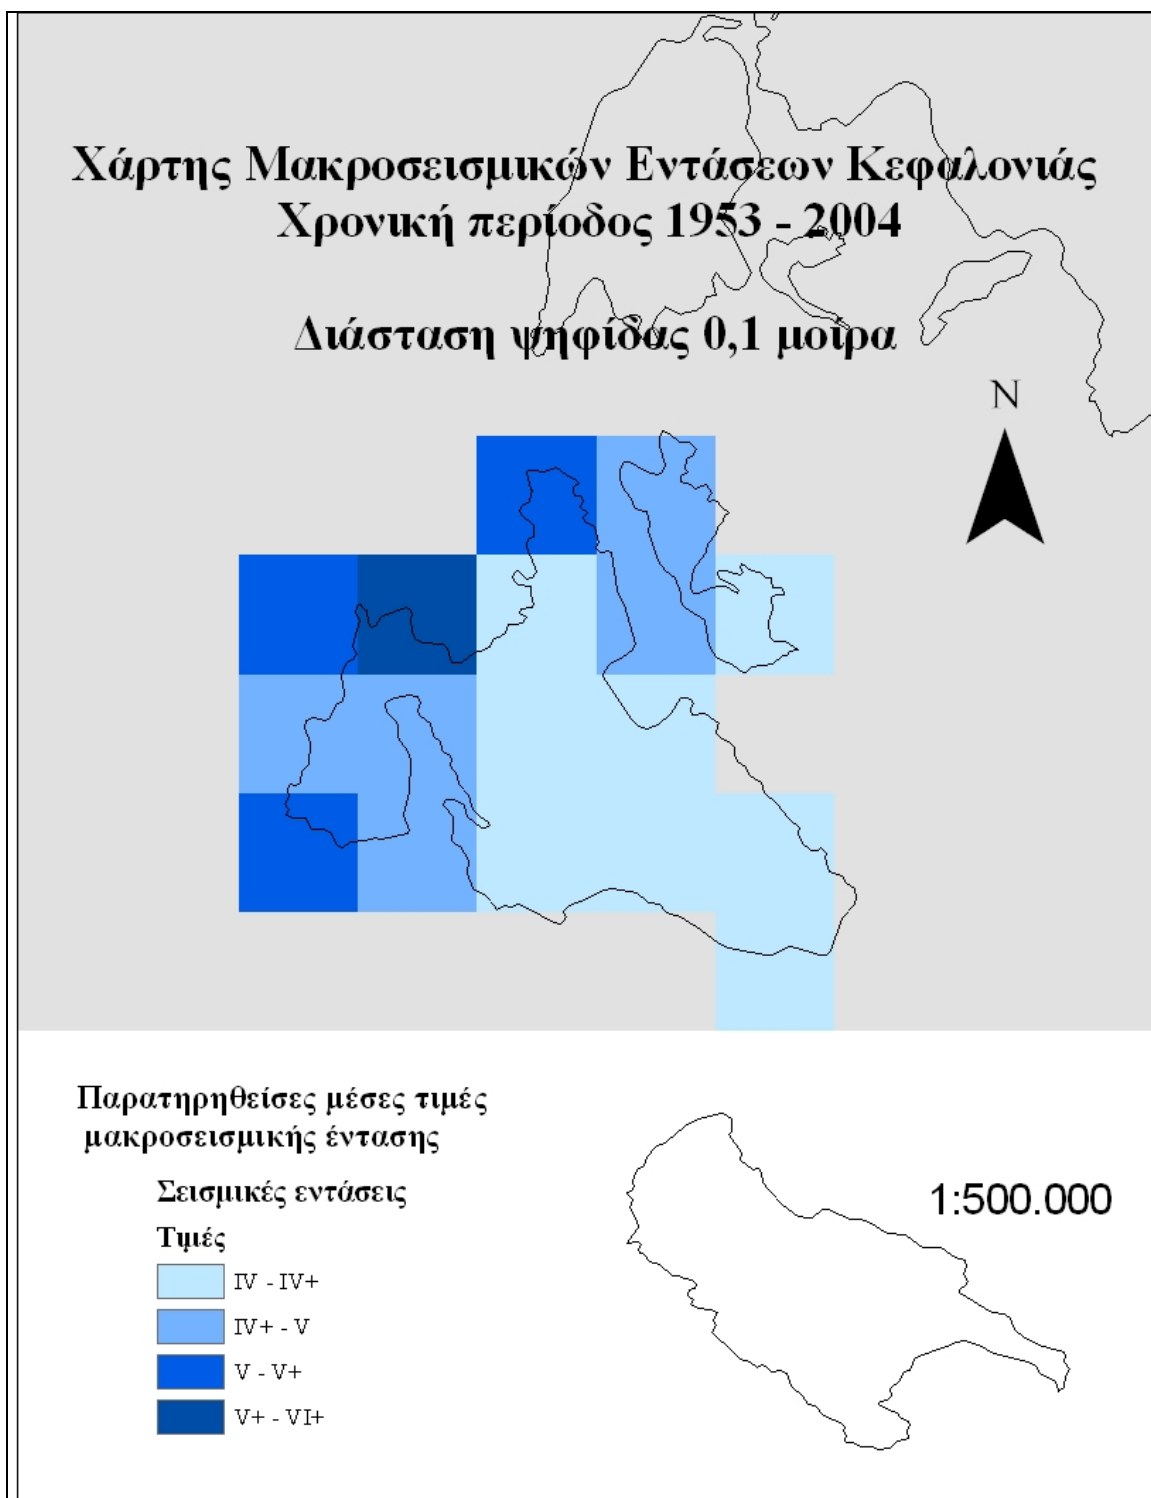 Χάρτης Μακροσεισμικών Εντάσεων Κεφαλονιάς
Χρονική περίοδος 1953 - 2004
Διάσταση ψηφίδας 0,1 μοίρα
N
Παρατηρηθείσες μέσες τιμές
μακροσεισμικής έντασης
Σεισμικές εντάσεις
Τιμές
IV - IV+
IV+ - V
V - V+
V+ - VI+
1:500.000